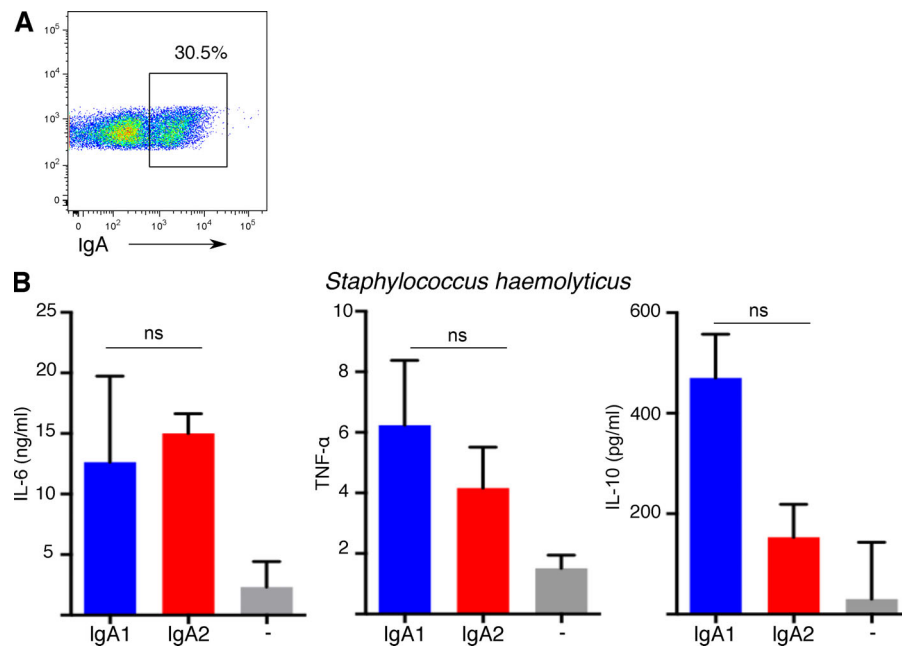 A
30.5%
10^5
10^4
10^3
10^2
0
0 10^2 10^3 10^4 10^5
IgA
B
Staphylococcus haemolyticus
IL-6 (ng/ml)
25
20
15
10
5
ns
IgA1 IgA2 -
TNF-α
10
8
6
4
2
ns
IgA1 IgA2 -
IL-10 (pg/ml)
600
400
200
ns
IgA1 IgA2 -